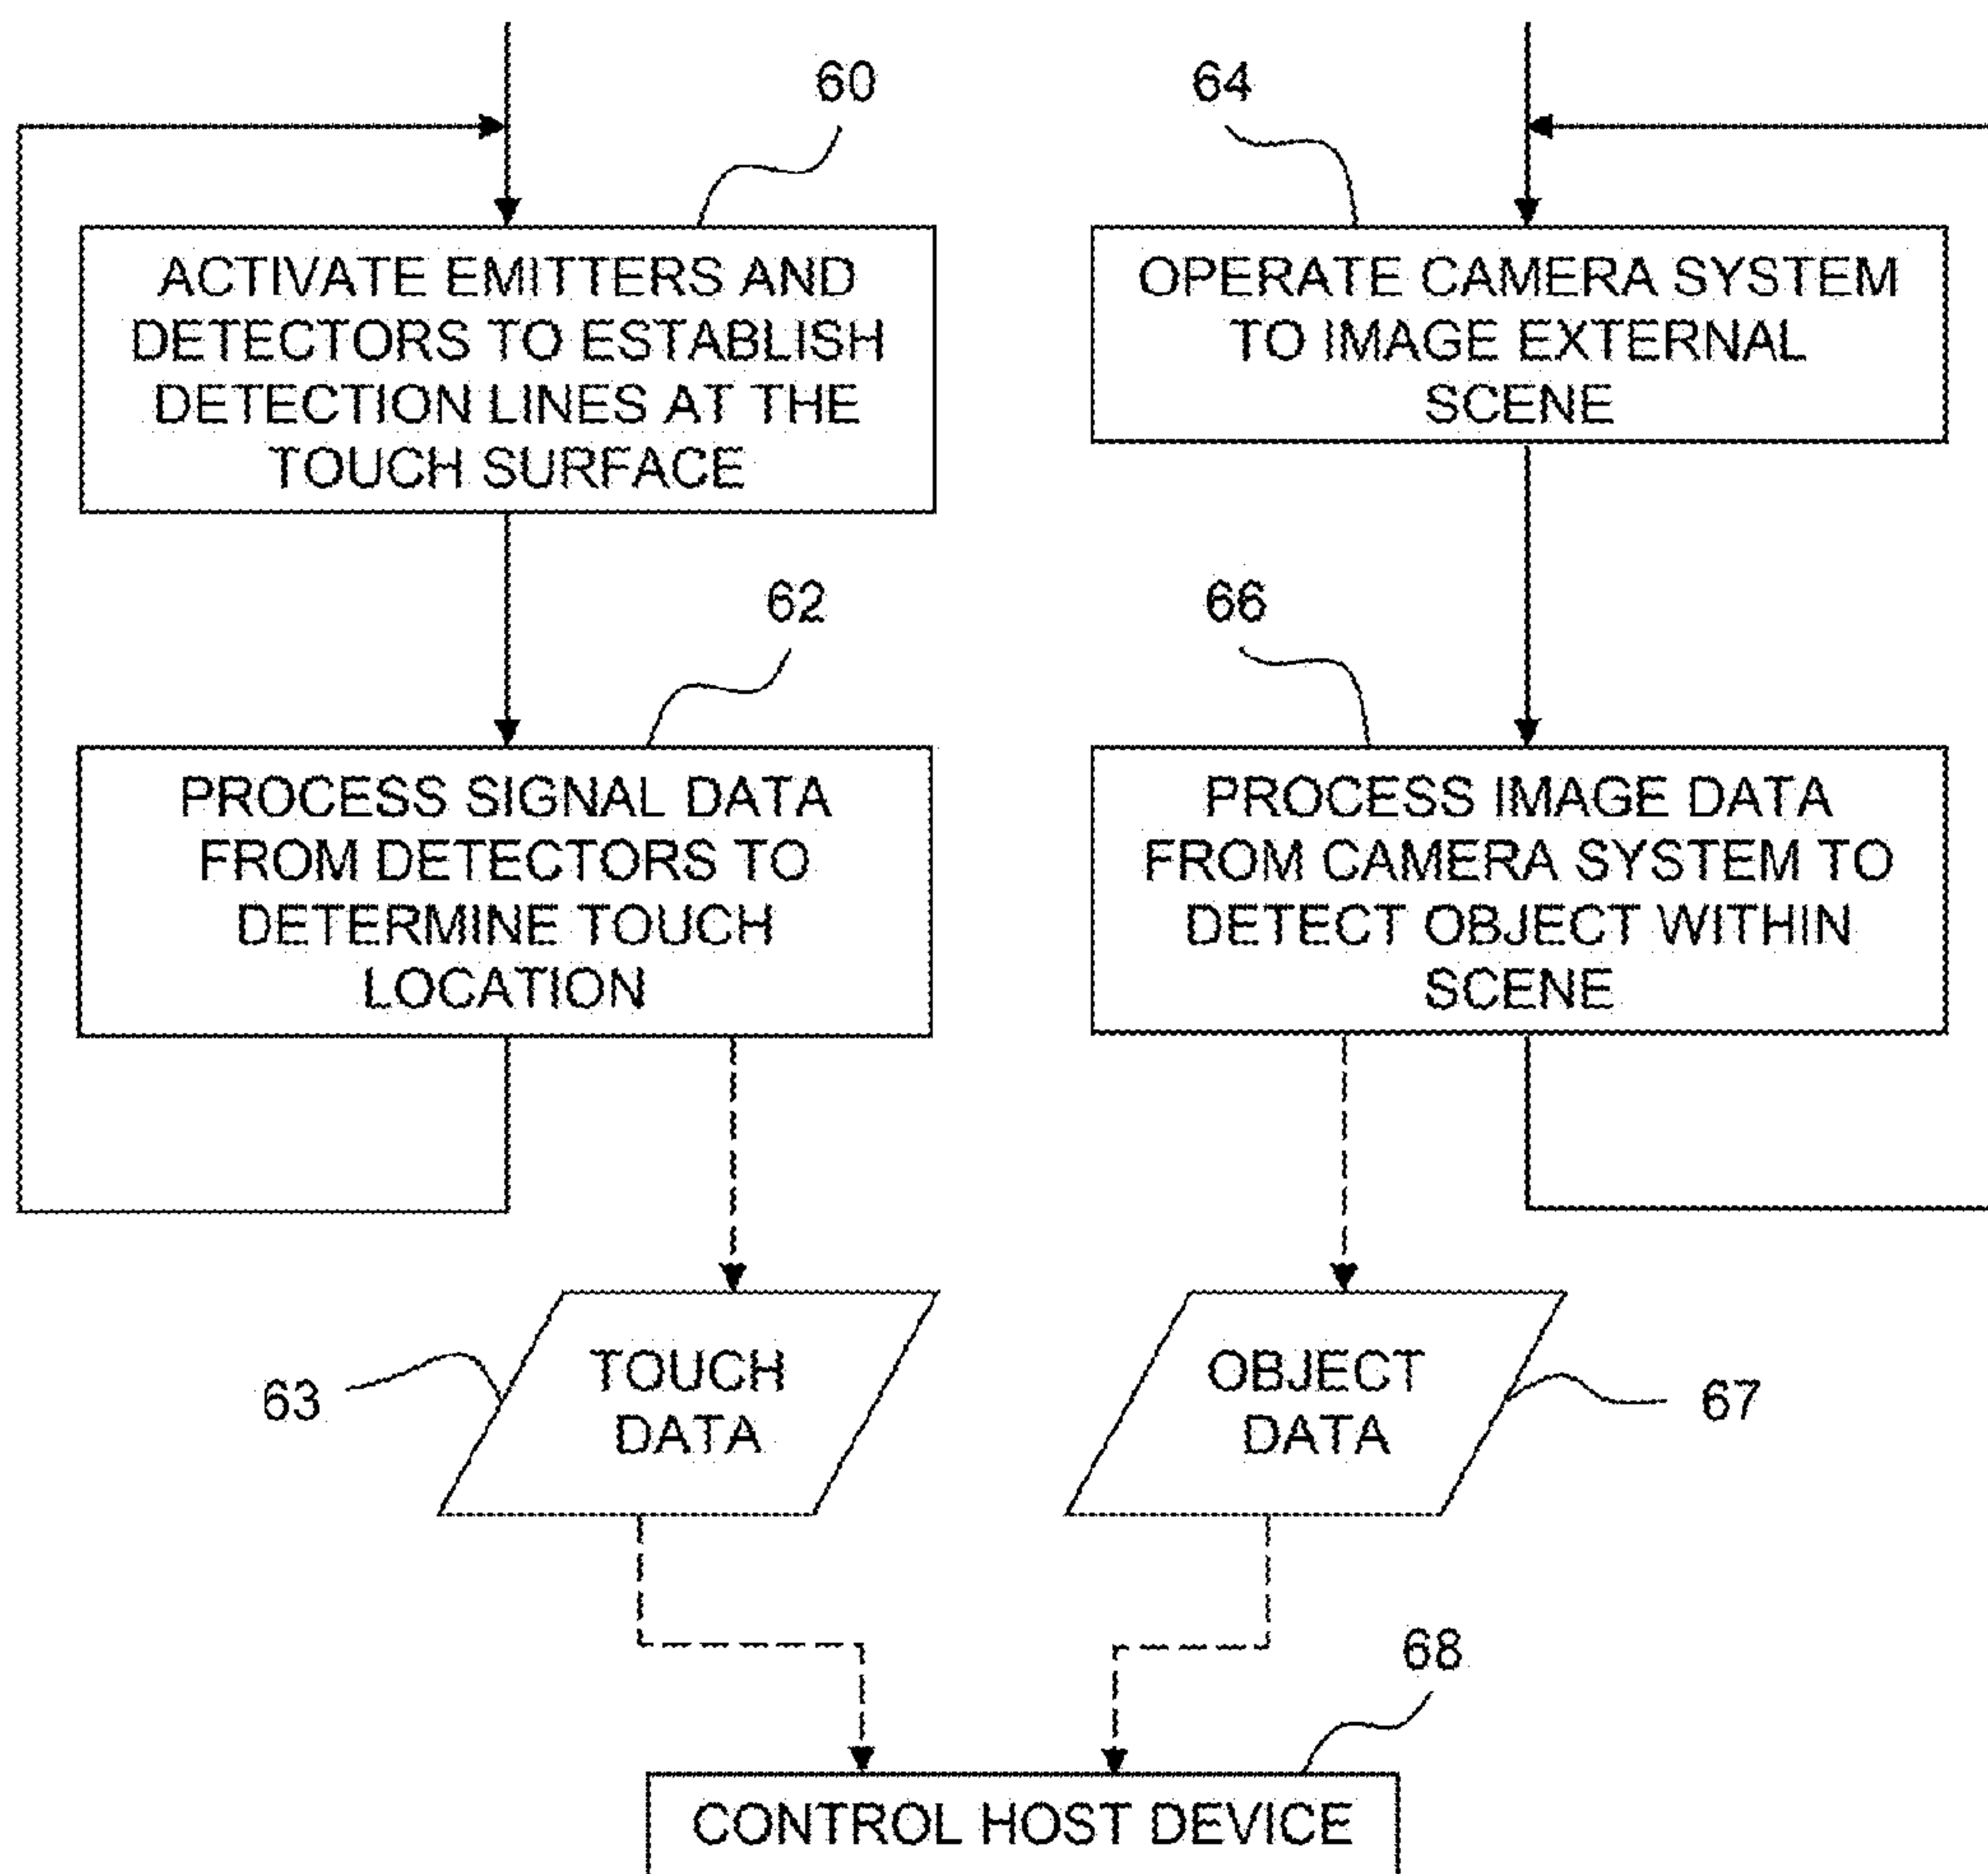 60
64
ACTIVATE EMITTERS AND
DETECTORS TO ESTABLISH
DETECTION LINES AT THE
TOUCH SURFACE
OPERATE CAMERA SYSTEM
TO IMAGE EXTERNAL
SCENE
62
66
PROCESS SIGNAL DATA
FROM DETECTORS TO
DETERMINE TOUCH
LOCATION
PROCESS IMAGE DATA
FROM CAMERA SYSTEM TO
DETECT OBJECT WITHIN
SCENE
63
TOUCH
DATA
OBJECT
DATA
67
68
CONTROL HOST DEVICE